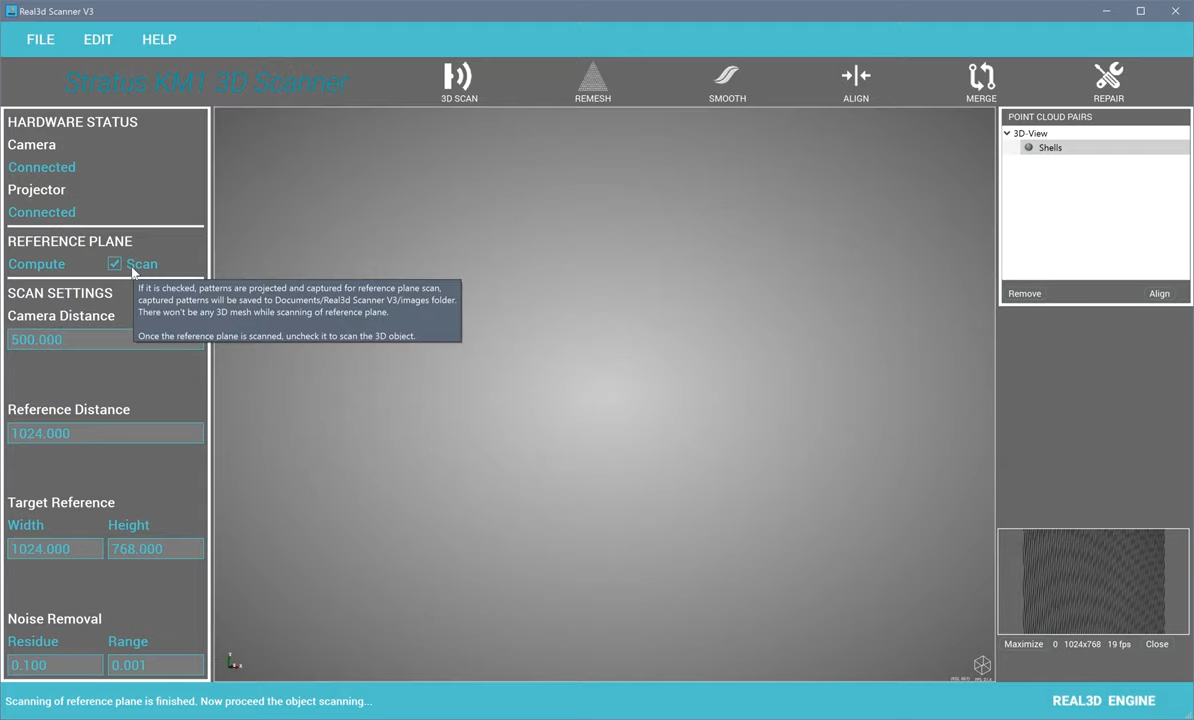 Real3d Scanner V3
FILE EDIT HELP
Stratus KM1 3D Scanner
3D SCAN
REMESH
SMOOTH
ALIGN
MERGE
REPAIR
HARDWARE STATUS
Camera
Connected
Projector
Connected
REFERENCE PLANE
Compute Scan
If it is checked, patterns are projected and captured for reference plane scan,
captured patterns will be saved to Documents/Real3d Scanner V3/images folder.
There won't be any 3D mesh while scanning of reference plane.
Once the reference plane is scanned, uncheck it to scan the 3D object.
SCAN SETTINGS
Camera Distance
500.000
Reference Distance
1024.000
Target Reference
Width Height
1024.000 768.000
Noise Removal
Residue Range
0.100 0.001
POINT CLOUD PAIRS
3D-View
Shells
Remove Align
Maximize 0 1024x768 19 fps Close
Scanning of reference plane is finished. Now proceed the object scanning...
REAL3D ENGINE